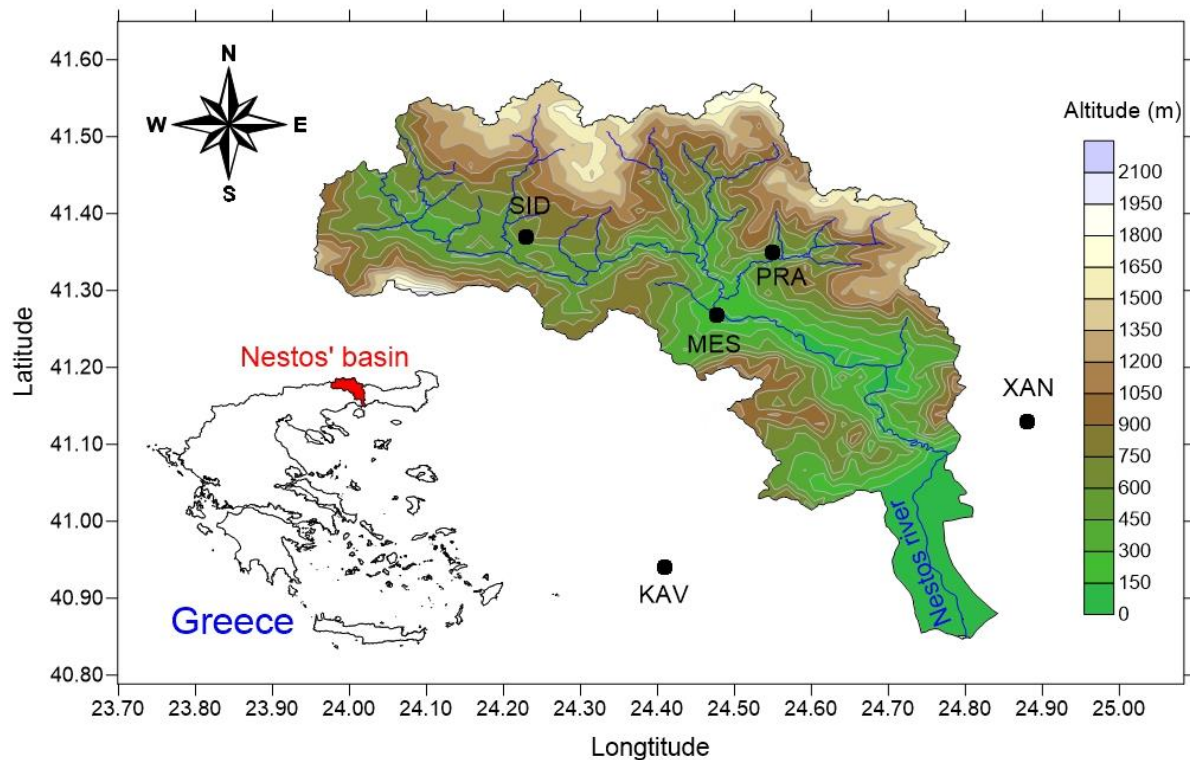 N
W
E
S
Altitude (m)
2100
1950
1800
1650
1500
1350
1200
1050
900
750
600
450
300
150
0
SID
PRA
MES
XAN
KAV
Nestos river
Nestos' basin
Greece
Latitude
41.60
41.50
41.40
41.30
41.20
41.10
41.00
40.90
40.80
23.70 23.80 23.90 24.00 24.10 24.20 24.30 24.40 24.50 24.60 24.70 24.80 24.90 25.00
Longtitude